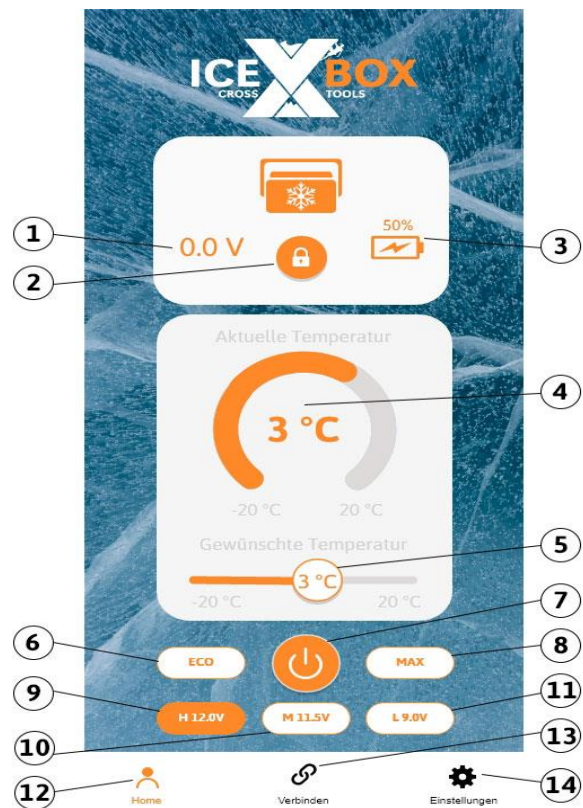 ICE X BOX
CROSS TOOLS
50%
1
0.0 V
3
2
Aktuelle Temperatur
4
3 °C
-20 °C 20 °C
Gewünschte Temperatur
5
3 °C
-20 °C 20 °C
7
6
ECO
MAX
8
9
H 12.0V
M 11.5V
L 9.0V
11
10
13
12
14
Home
Verbinden
Einstellungen